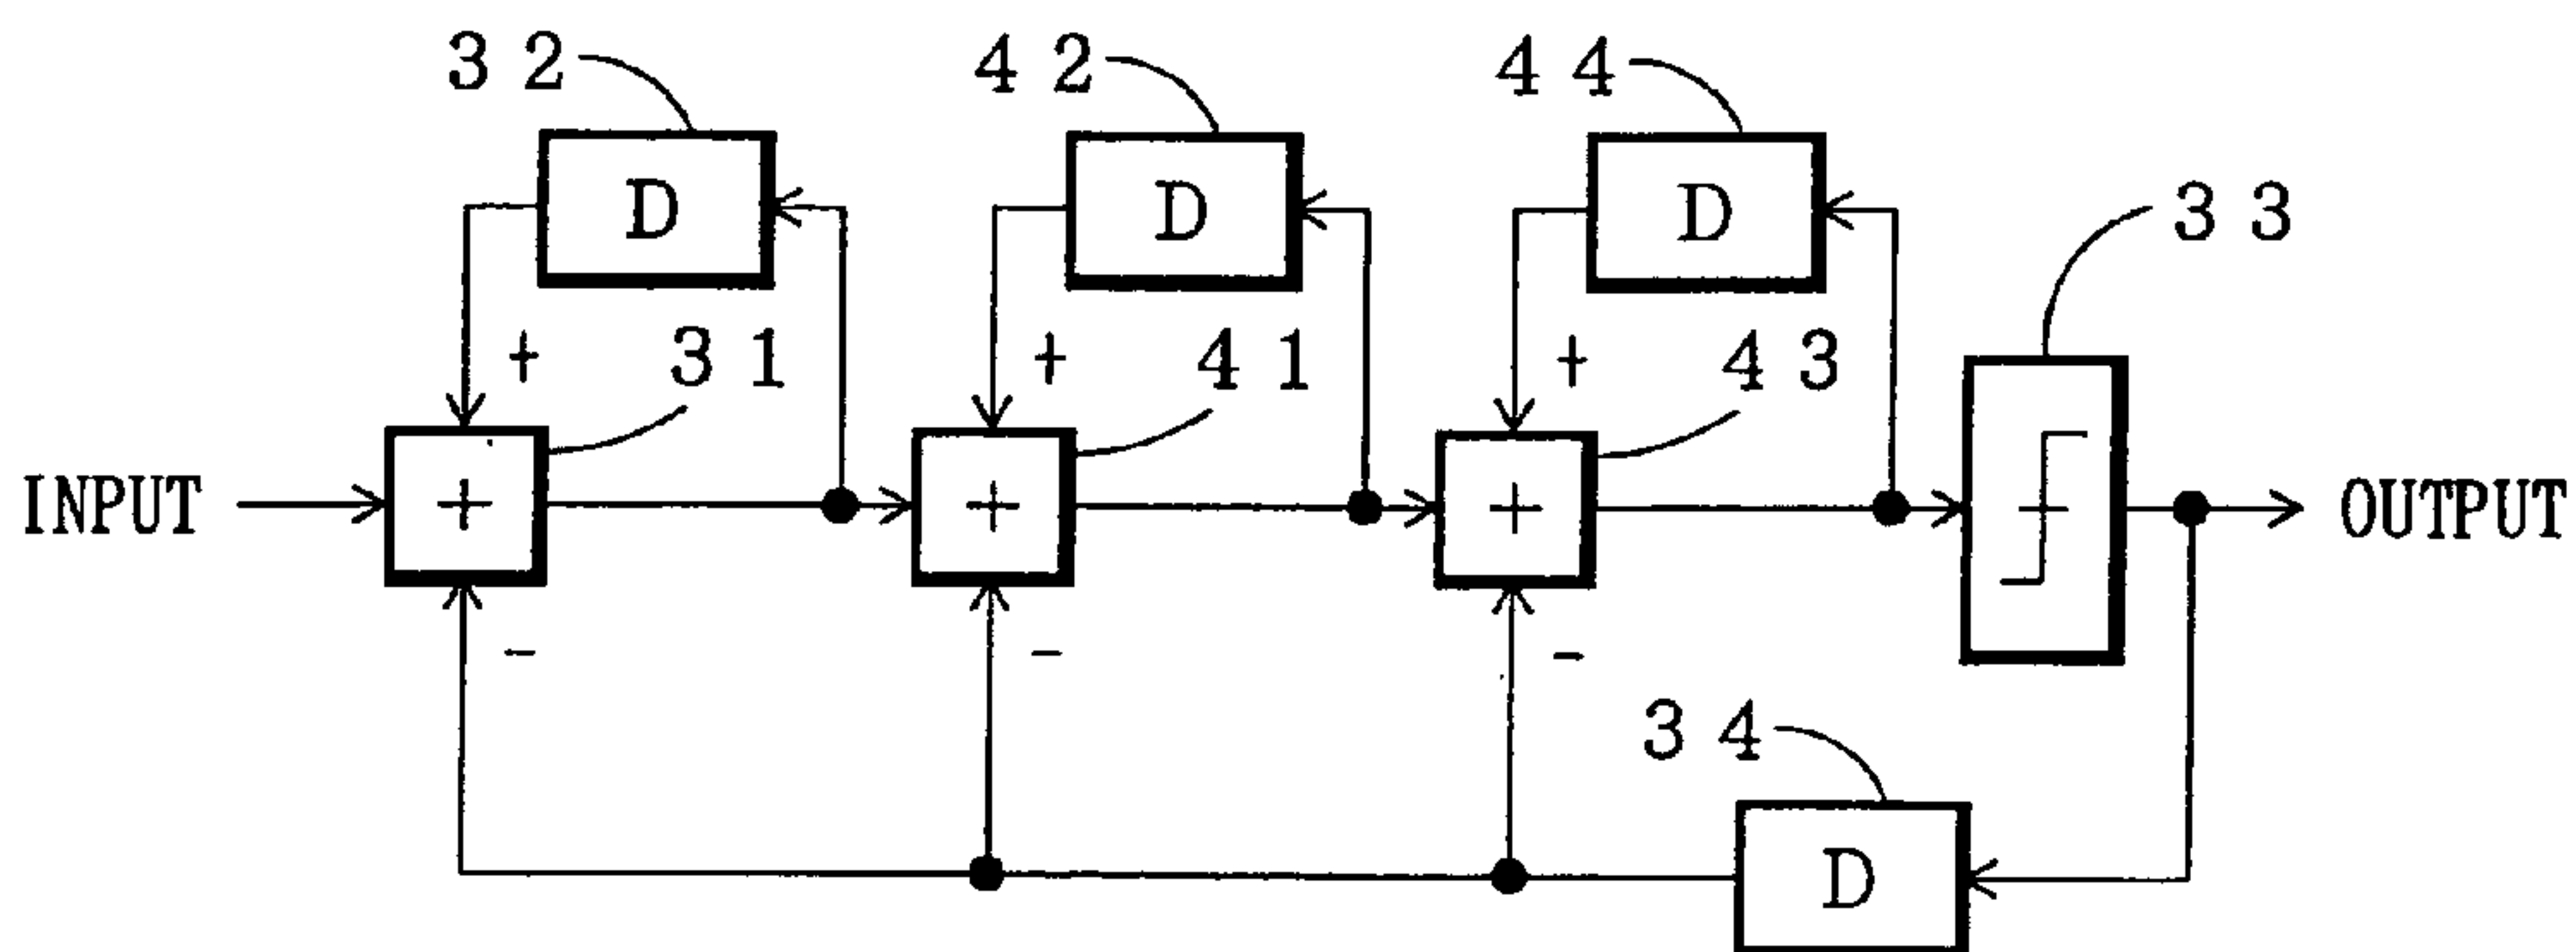 32 42 44
D D D 33
+ 31 + 41 + 43
INPUT + + + OUTPUT
- - -
34
D